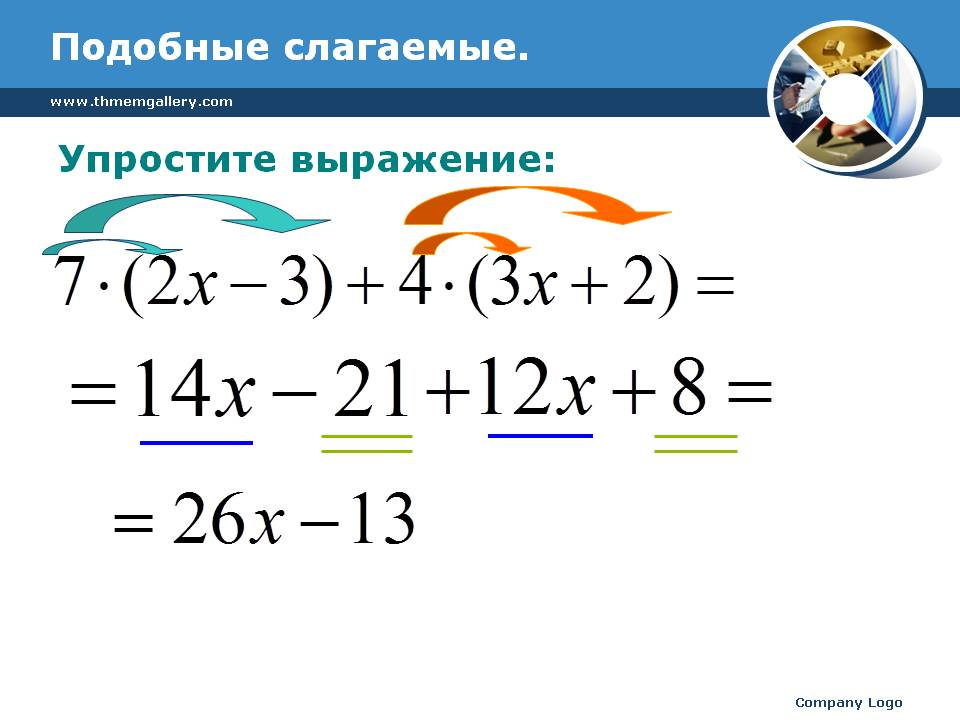 Подобные слагаемые.
www.thmemgallery.com
Упростите выражение:
7·(2x−3)+4·(3x+2)=
=14x−21+12x+8=
=26x−13
Company Logo